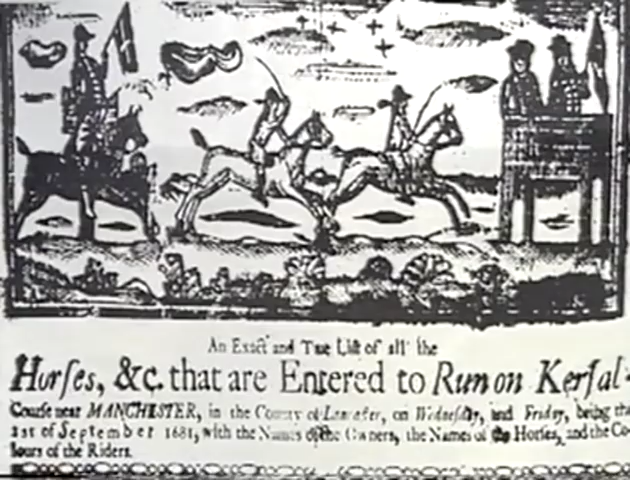 An Exact and True List of all the
Horſes, &c. that are Entered to Run on Kerſal-
Courſe near MANCHESTER, in the County of Lancaſter, on Wedneſday, and Friday, being the
1st of September 1681, with the Names of the Owners, the Names of the Horſes, and the Co-
lours of the Riders.